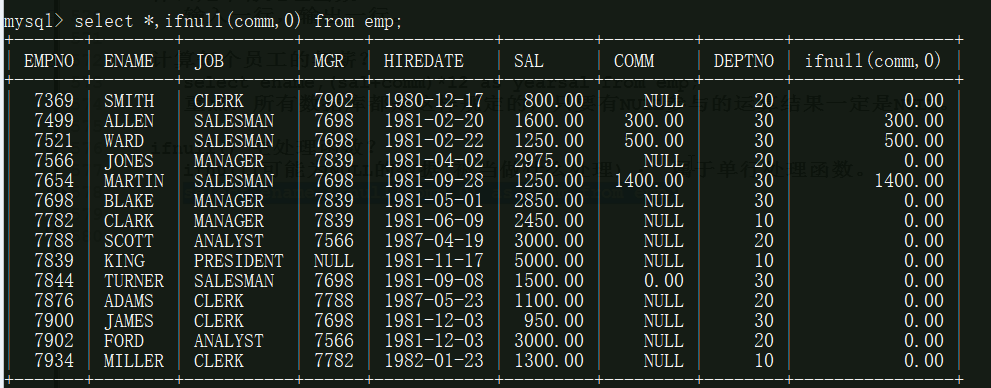 mysql> select *,ifnull(comm,0) from emp;
EMPNO | ENAME | JOB | MGR | HIREDATE | SAL | COMM | DEPTNO | ifnull(comm,0)
7369 | SMITH | CLERK | 7902 | 1980-12-17 | 800.00 | NULL | 20 | 0.00
7499 | ALLEN | SALESMAN | 7698 | 1981-02-20 | 1600.00 | 300.00 | 30 | 300.00
7521 | WARD | SALESMAN | 7698 | 1981-02-22 | 1250.00 | 500.00 | 30 | 500.00
7566 | JONES | MANAGER | 7839 | 1981-04-02 | 2975.00 | NULL | 20 | 0.00
7654 | MARTIN | SALESMAN | 7698 | 1981-09-28 | 1250.00 | 1400.00 | 30 | 1400.00
7698 | BLAKE | MANAGER | 7839 | 1981-05-01 | 2850.00 | NULL | 30 | 0.00
7782 | CLARK | MANAGER | 7839 | 1981-06-09 | 2450.00 | NULL | 10 | 0.00
7788 | SCOTT | ANALYST | 7566 | 1987-04-19 | 3000.00 | NULL | 20 | 0.00
7839 | KING | PRESIDENT | NULL | 1981-11-17 | 5000.00 | NULL | 10 | 0.00
7844 | TURNER | SALESMAN | 7698 | 1981-09-08 | 1500.00 | 0.00 | 30 | 0.00
7876 | ADAMS | CLERK | 7788 | 1987-05-23 | 1100.00 | NULL | 20 | 0.00
7900 | JAMES | CLERK | 7698 | 1981-12-03 | 950.00 | NULL | 30 | 0.00
7902 | FORD | ANALYST | 7566 | 1981-12-03 | 3000.00 | NULL | 20 | 0.00
7934 | MILLER | CLERK | 7782 | 1982-01-23 | 1300.00 | NULL | 10 | 0.00